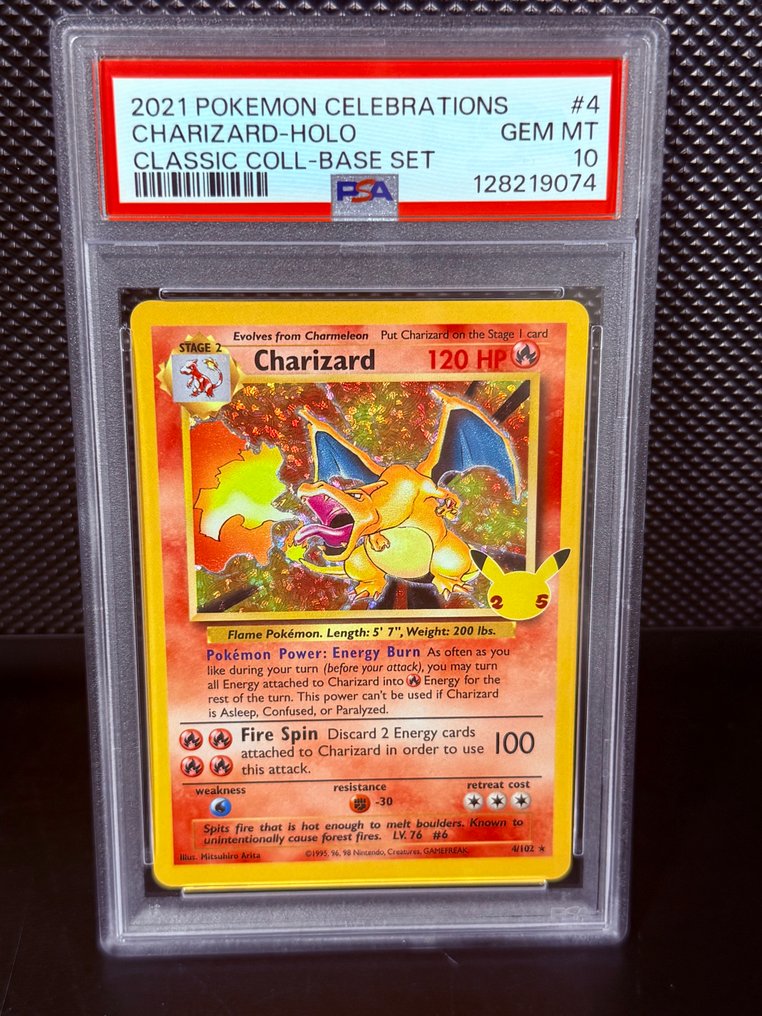 2021 POKEMON CELEBRATIONS #4
CHARIZARD-HOLO GEM MT
CLASSIC COLL-BASE SET 10
PSA 128219074
Evolves from Charmeleon Put Charizard on the Stage 1 card
STAGE 2
Charizard 120 HP
25
Flame Pokémon. Length: 5' 7", Weight: 200 lbs.
Pokémon Power: Energy Burn As often as you
like during your turn (before your attack), you may turn
all Energy attached to Charizard into Energy for the
rest of the turn. This power can't be used if Charizard
is Asleep, Confused, or Paralyzed.
Fire Spin Discard 2 Energy cards
attached to Charizard in order to use 100
this attack.
weakness resistance retreat cost
-30
Spits fire that is hot enough to melt boulders. Known to
unintentionally cause forest fires. LV. 76 #6
Illus. Mitsuhiro Arita ©1995, 96, 98 Nintendo, Creatures, GAMEFREAK. 4/102 ★
PSA